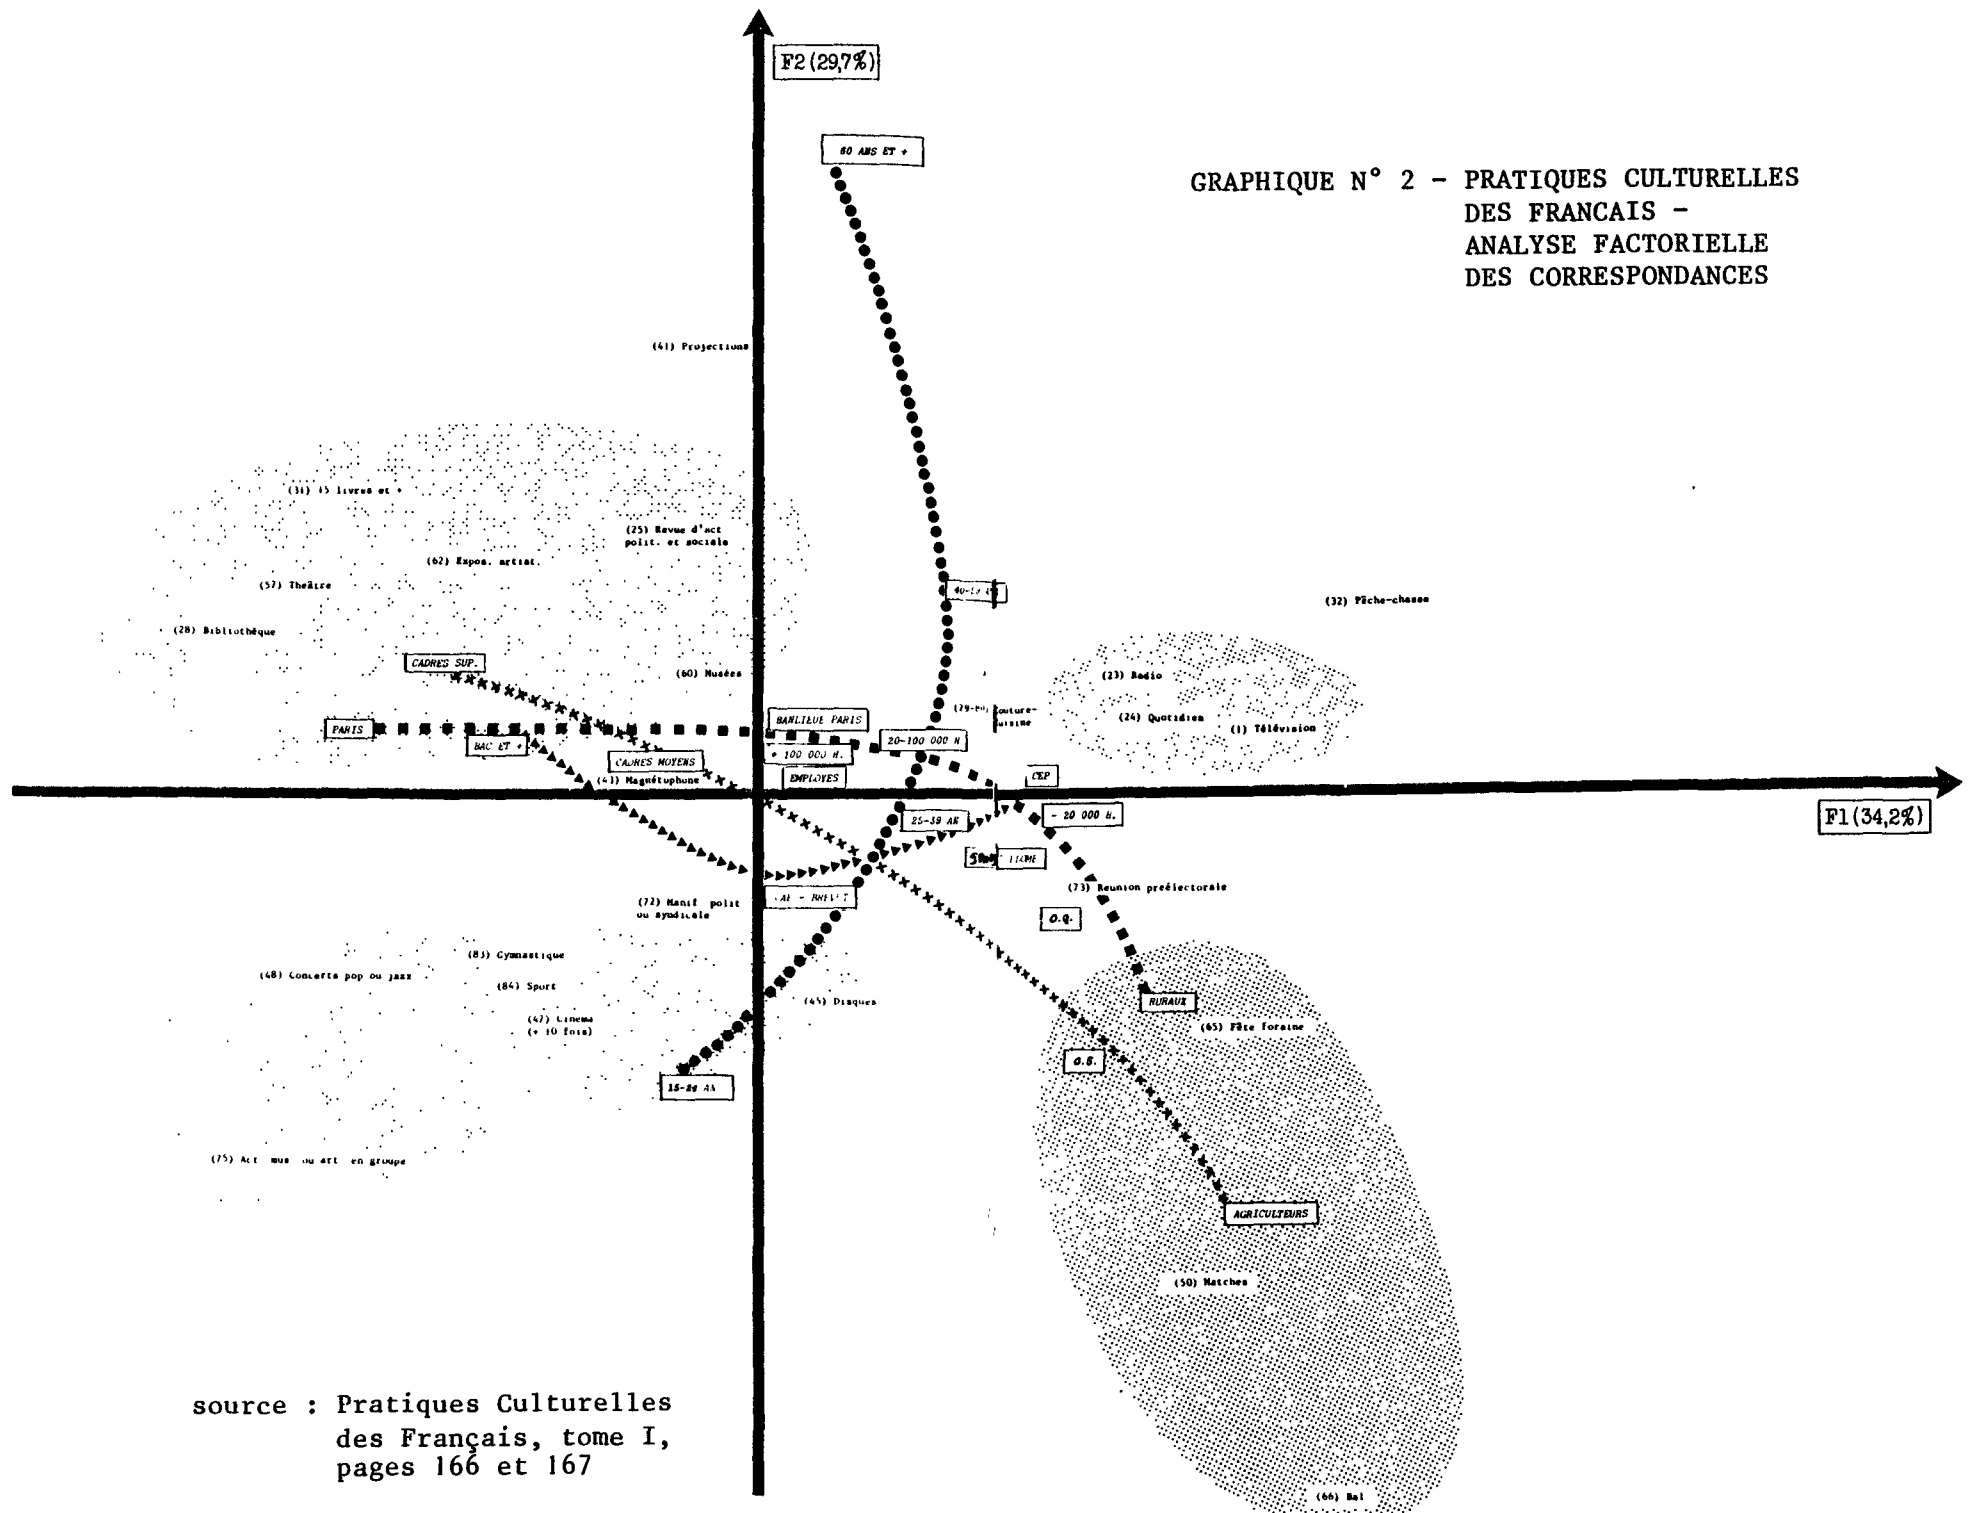 F2 (29,7%)
60 ANS ET +
GRAPHIQUE N° 2 - PRATIQUES CULTURELLES
DES FRANCAIS -
ANALYSE FACTORIELLE
DES CORRESPONDANCES
(41) Projections
(31) 15 livres et +
(25) Revue d'act
polit. et sociale
(62) Expos. artist.
(57) Theâtre
(32) Pêche-chasse
(28) Bibliothêque
CADRES SUP.
(60) Musées
(23) Radio
(24) Quotidien
(1) Télévision
PARIS
BANLIEUE PARIS
BAC ET +
20-100 000 H
+ 100 000 H.
CADRES MOYENS
EMPLOYES
CEP
(43) Magnétophone
25-39 AN
- 20 000 H.
F1 (34,2%)
(73) Reunion preélectorale
(72) Manif polit
ou syndicale
O.Q.
(83) Gymnastique
(48) Concerts pop ou jazz
(84) Sport
(45) Disques
RURAUX
(47) Cinema
(+ 10 fois)
(65) Fête foraine
O.S.
15-24 AN
(75) Act mus ou art en groupe
AGRICULTEURS
(50) Matches
source : Pratiques Culturelles
des Français, tome I,
pages 166 et 167
(66) Bal